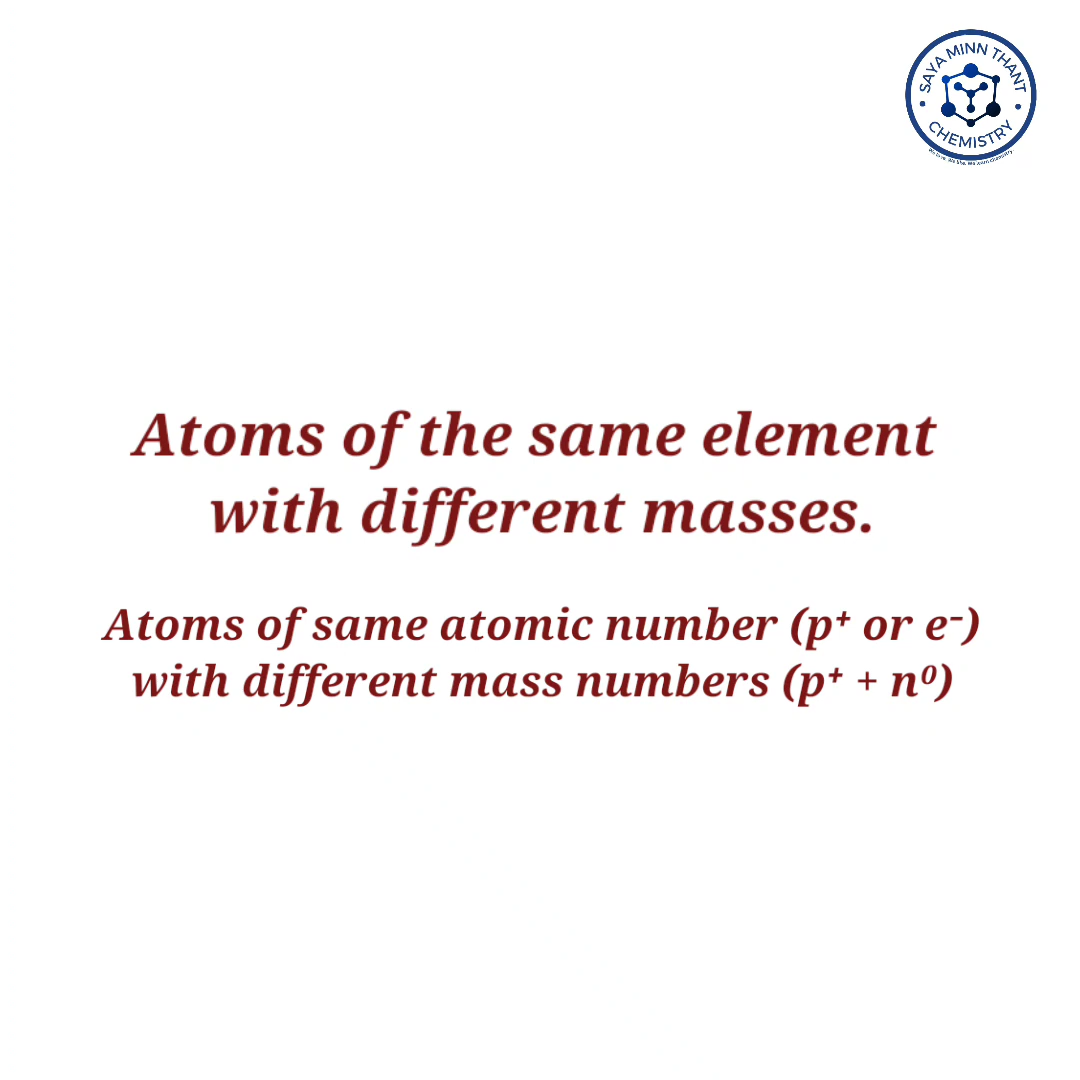 SAYA MINN THANT
CHEMISTRY
Atoms of the same element
with different masses.
Atoms of same atomic number (p⁺ or e⁻)
with different mass numbers (p⁺ + n⁰)